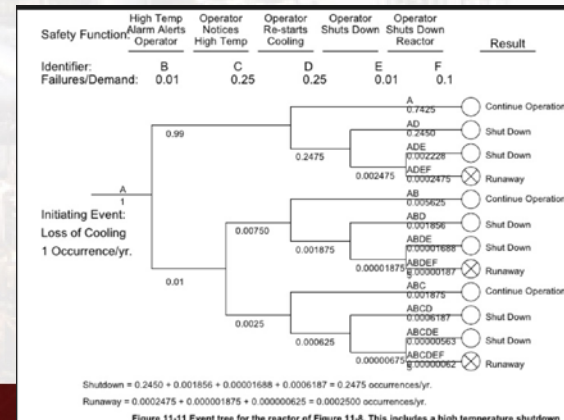 High Temp Operator Operator Operator Operator
Safety Function: Alarm Alerts Notices Re-starts Shuts Down Shuts Down
Operator High Temp Cooling Reactor Result
Identifier: B C D E F
Failures/Demand: 0.01 0.25 0.25 0.01 0.1
A
0.7425 Continue Operation
0.99
AD
0.2450 Shut Down
0.2475
ADE
0.002228 Shut Down
0.002475
ADEF
0.0002475 Runaway
A
1
AB
0.005625 Continue Operation
Initiating Event:
Loss of Cooling
1 Occurrence/yr.
0.00750
ABD
0.001856 Shut Down
0.001875
ABDE
0.00001688 Shut Down
0.00001875
ABDEF
0.00000187 Runaway
0.01
ABC
0.001875 Continue Operation
0.0025
ABCD
0.0006187 Shut Down
0.000625
ABCDE
0.00000563 Shut Down
0.00000675
ABCDEF
0.00000062 Runaway
Shutdown = 0.2450 + 0.001856 + 0.00001688 + 0.0006187 = 0.2475 occurrences/yr.
Runaway = 0.0002475 + 0.000001875 + 0.000000625 = 0.0002500 occurrences/yr.
Figure 11-11 Event tree for the reactor of Figure 11-8. This includes a high temperature shutdown